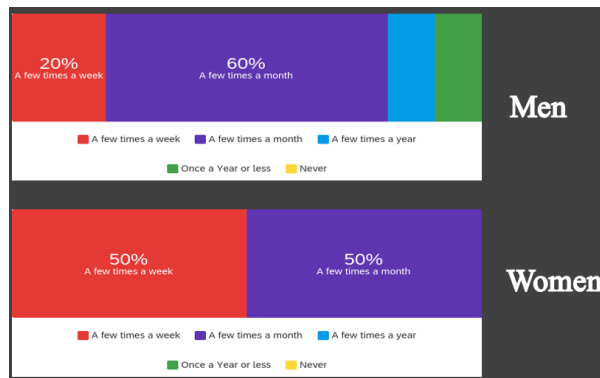 20%
A few times a week
60%
A few times a month
Men
A few times a week A few times a month A few times a year
Once a Year or less Never
50%
A few times a week
50%
A few times a month
Women
A few times a week A few times a month A few times a year
Once a Year or less Never